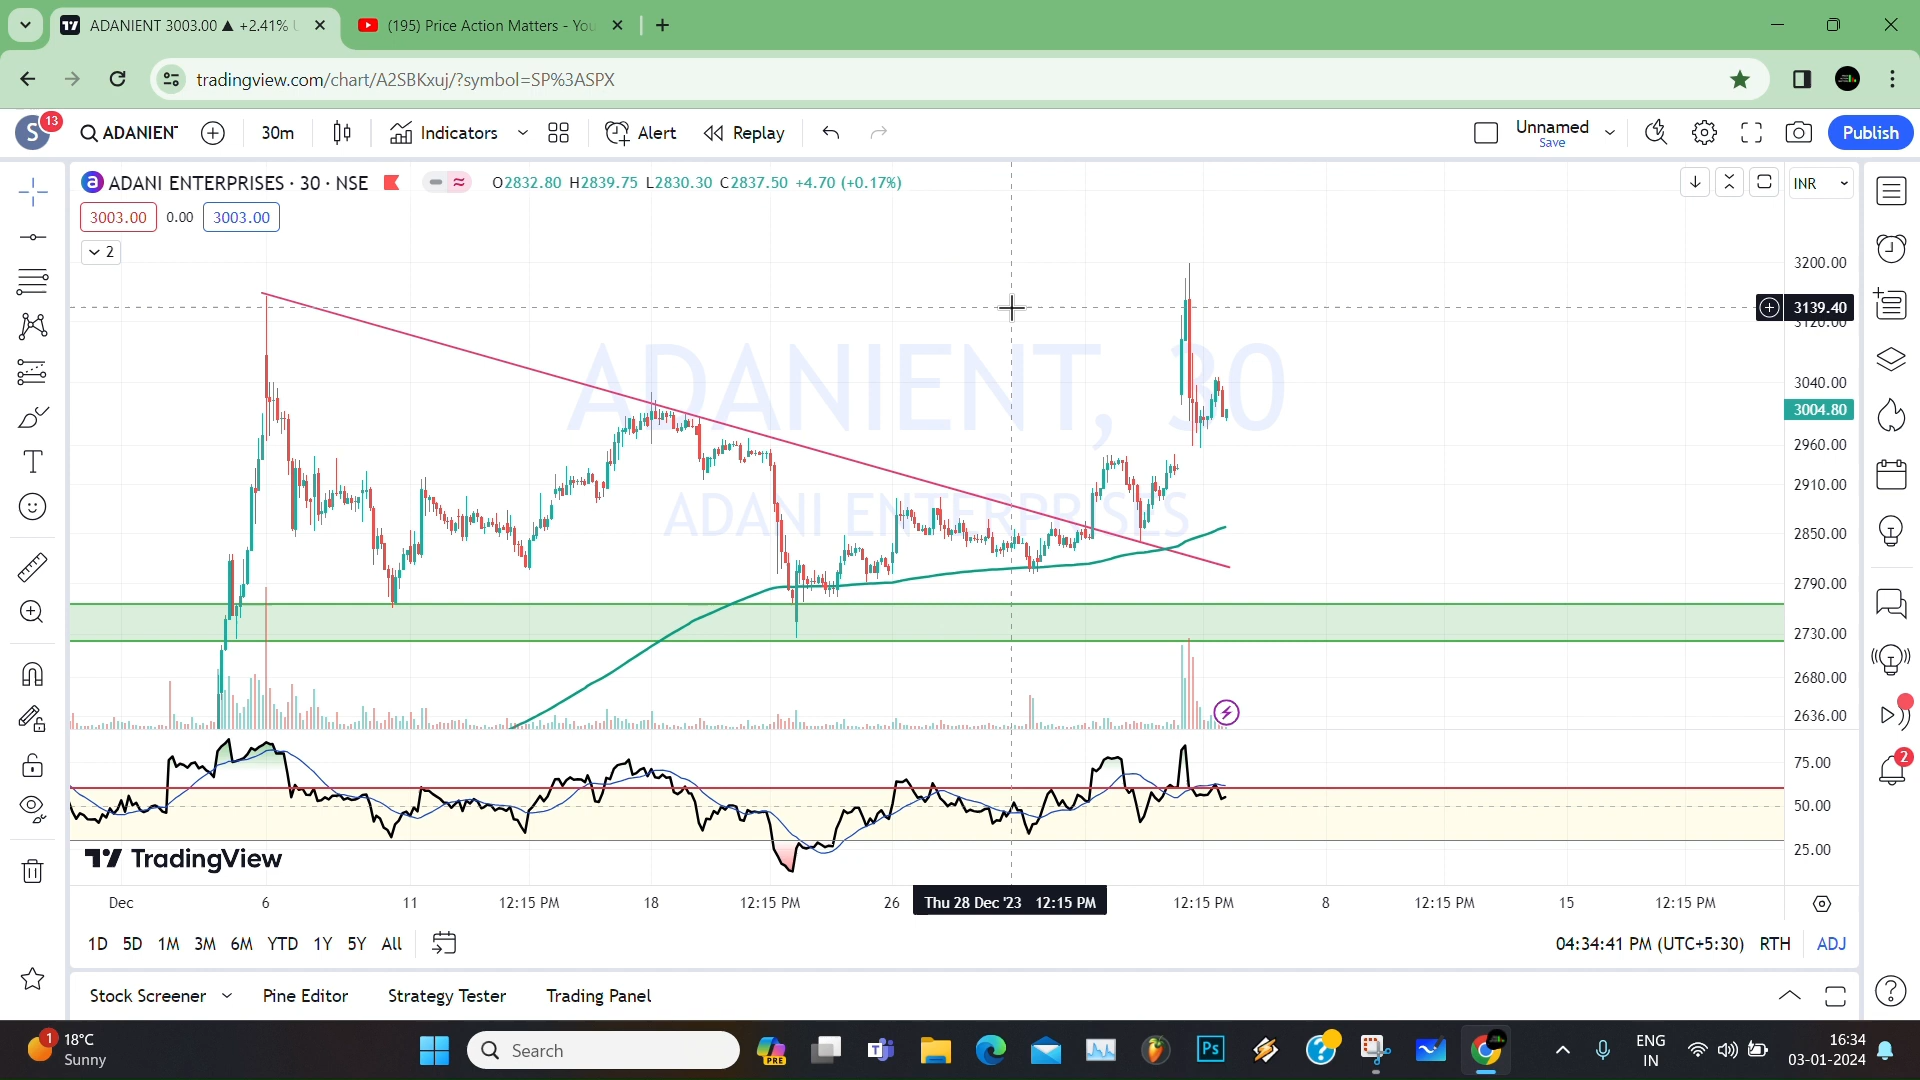 ADANIENT 3003.00 ▲ +2.41%
(195) Price Action Matters - You
tradingview.com/chart/A2SBKxuj/?symbol=SP%3ASPX
S 13 ADANIENT 30m Indicators Alert Replay Unnamed Save Publish
ADANI ENTERPRISES · 30 · NSE O2832.80 H2839.75 L2830.30 C2837.50 +4.70 (+0.17%) INR
3003.00 0.00 3003.00
2
ADANIENT, 30
ADANI ENTERPRISES
3200.00
3139.40
3120.00
3040.00
3004.80
2960.00
2910.00
2850.00
2790.00
2730.00
2680.00
2636.00
75.00
50.00
25.00
2
TradingView
Dec 6 11 12:15 PM 18 12:15 PM 26 Thu 28 Dec '23 12:15 PM 12:15 PM 8 12:15 PM 15 12:15 PM
1D 5D 1M 3M 6M YTD 1Y 5Y All 04:34:41 PM (UTC+5:30) RTH ADJ
Stock Screener Pine Editor Strategy Tester Trading Panel
1 18°C
Sunny
Search
PRE
Ps
ENG
IN
16:34
03-01-2024